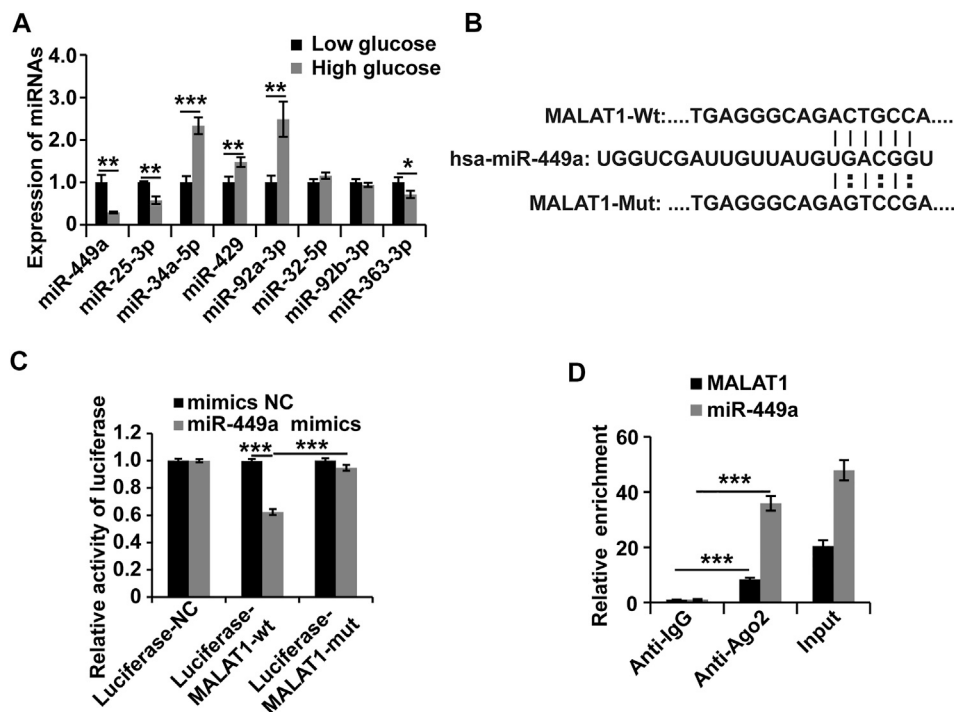 A
Low glucose
High glucose
Expression of miRNAs
4.0
3.0
2.0
1.0
0
**
**
***
**
**
*
miR-449a
miR-25-3p
miR-34a-5p
miR-429
miR-92a-3p
miR-32-5p
miR-92b-3p
miR-363-3p
B
MALAT1-Wt:....TGAGGGCAGACTGCCA....
hsa-miR-449a: UGGUCGAUUGUUAUGUGACGGU
MALAT1-Mut: ....TGAGGGCAGAGTCCGA....
C
mimics NC
miR-449a mimics
Relative activity of luciferase
1.2
1
0.8
0.6
0.4
0.2
0
***
***
Luciferase-NC
Luciferase-
MALAT1-wt
Luciferase-
MALAT1-mut
D
MALAT1
miR-449a
Relative enrichment
60
40
20
0
***
***
Anti-IgG
Anti-Ago2
Input